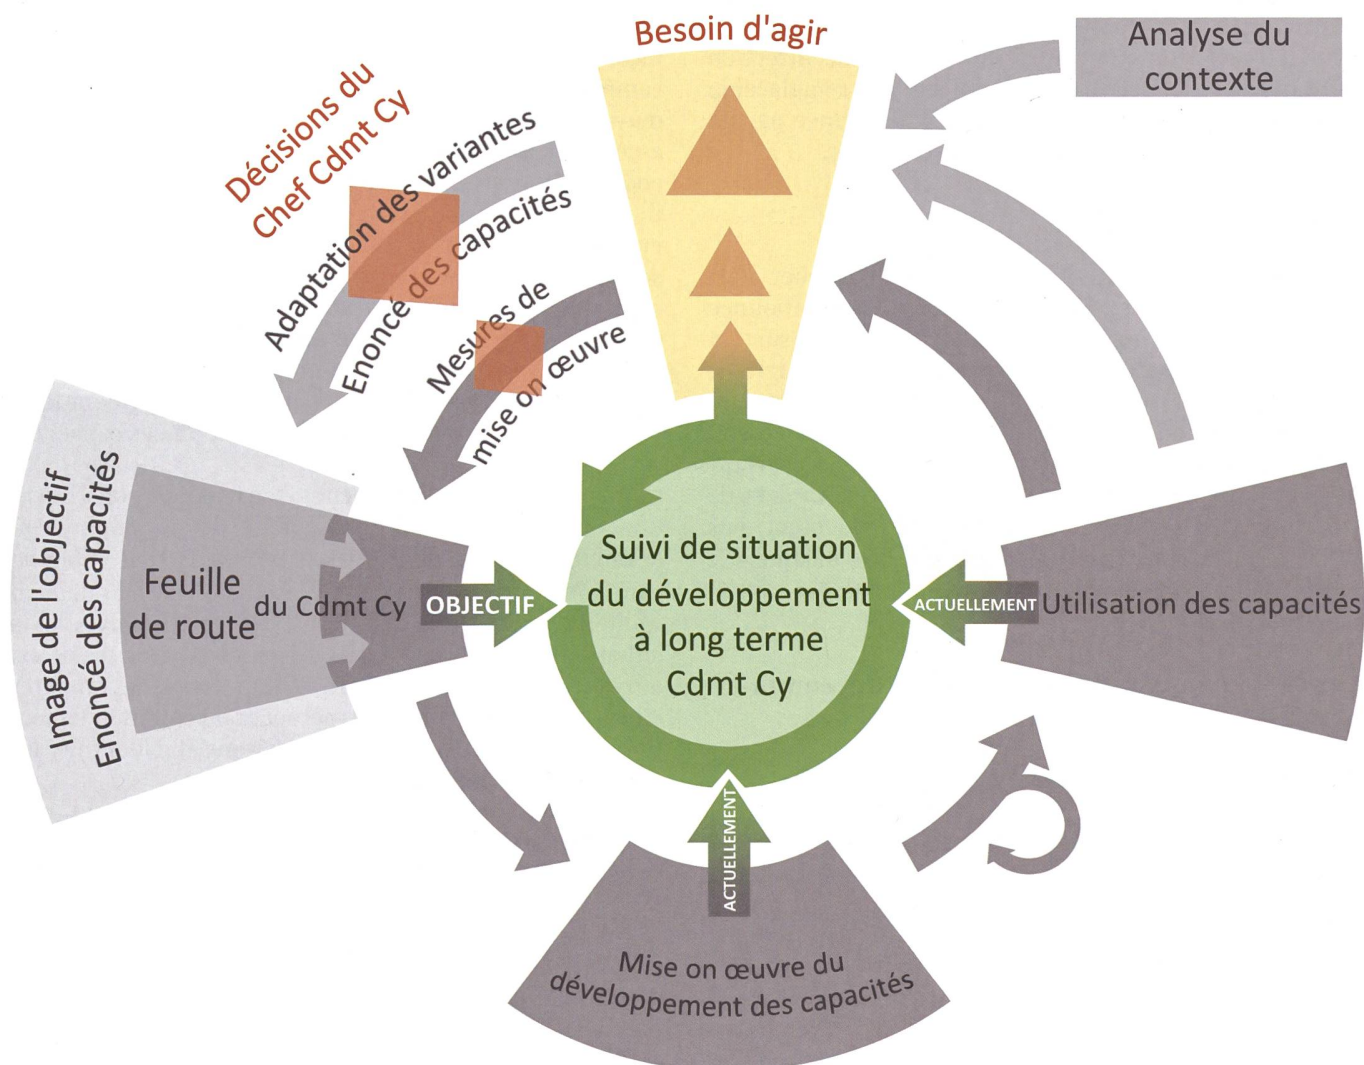 Besoin d'agir
Analyse du
contexte
Décisions du
Chef Cdmt Cy
Adaptation des variantes
Enoncé des capacités
Mesures de
mise on œuvre
Image de l'objectif
Enoncé des capacités
Feuille
de route
du Cdmt Cy
OBJECTIF
Suivi de situation
du développement
à long terme
Cdmt Cy
ACTUELLEMENT
Utilisation des capacités
ACTUELLEMENT
Mise on œuvre du
développement des capacités